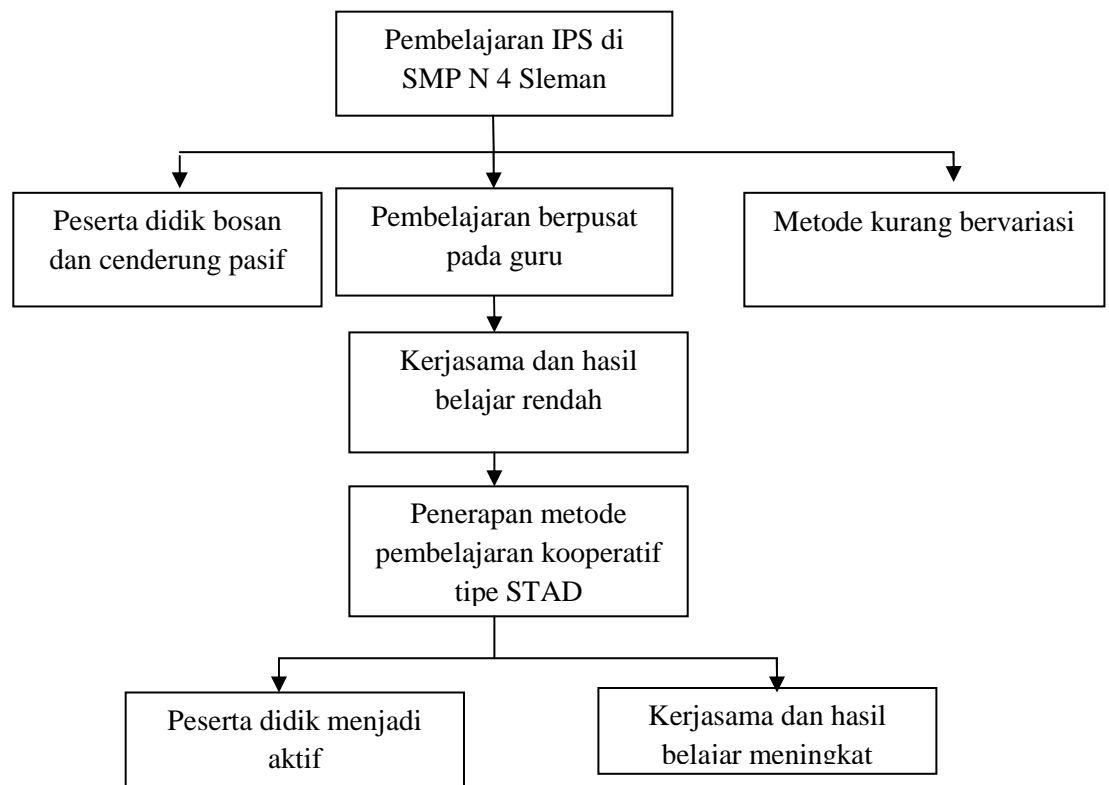 Pembelajaran IPS di
SMP N 4 Sleman
Peserta didik bosan
dan cenderung pasif
Pembelajaran berpusat
pada guru
Metode kurang bervariasi
Kerjasama dan hasil
belajar rendah
Penerapan metode
pembelajaran kooperatif
tipe STAD
Peserta didik menjadi
aktif
Kerjasama dan hasil
belajar meningkat